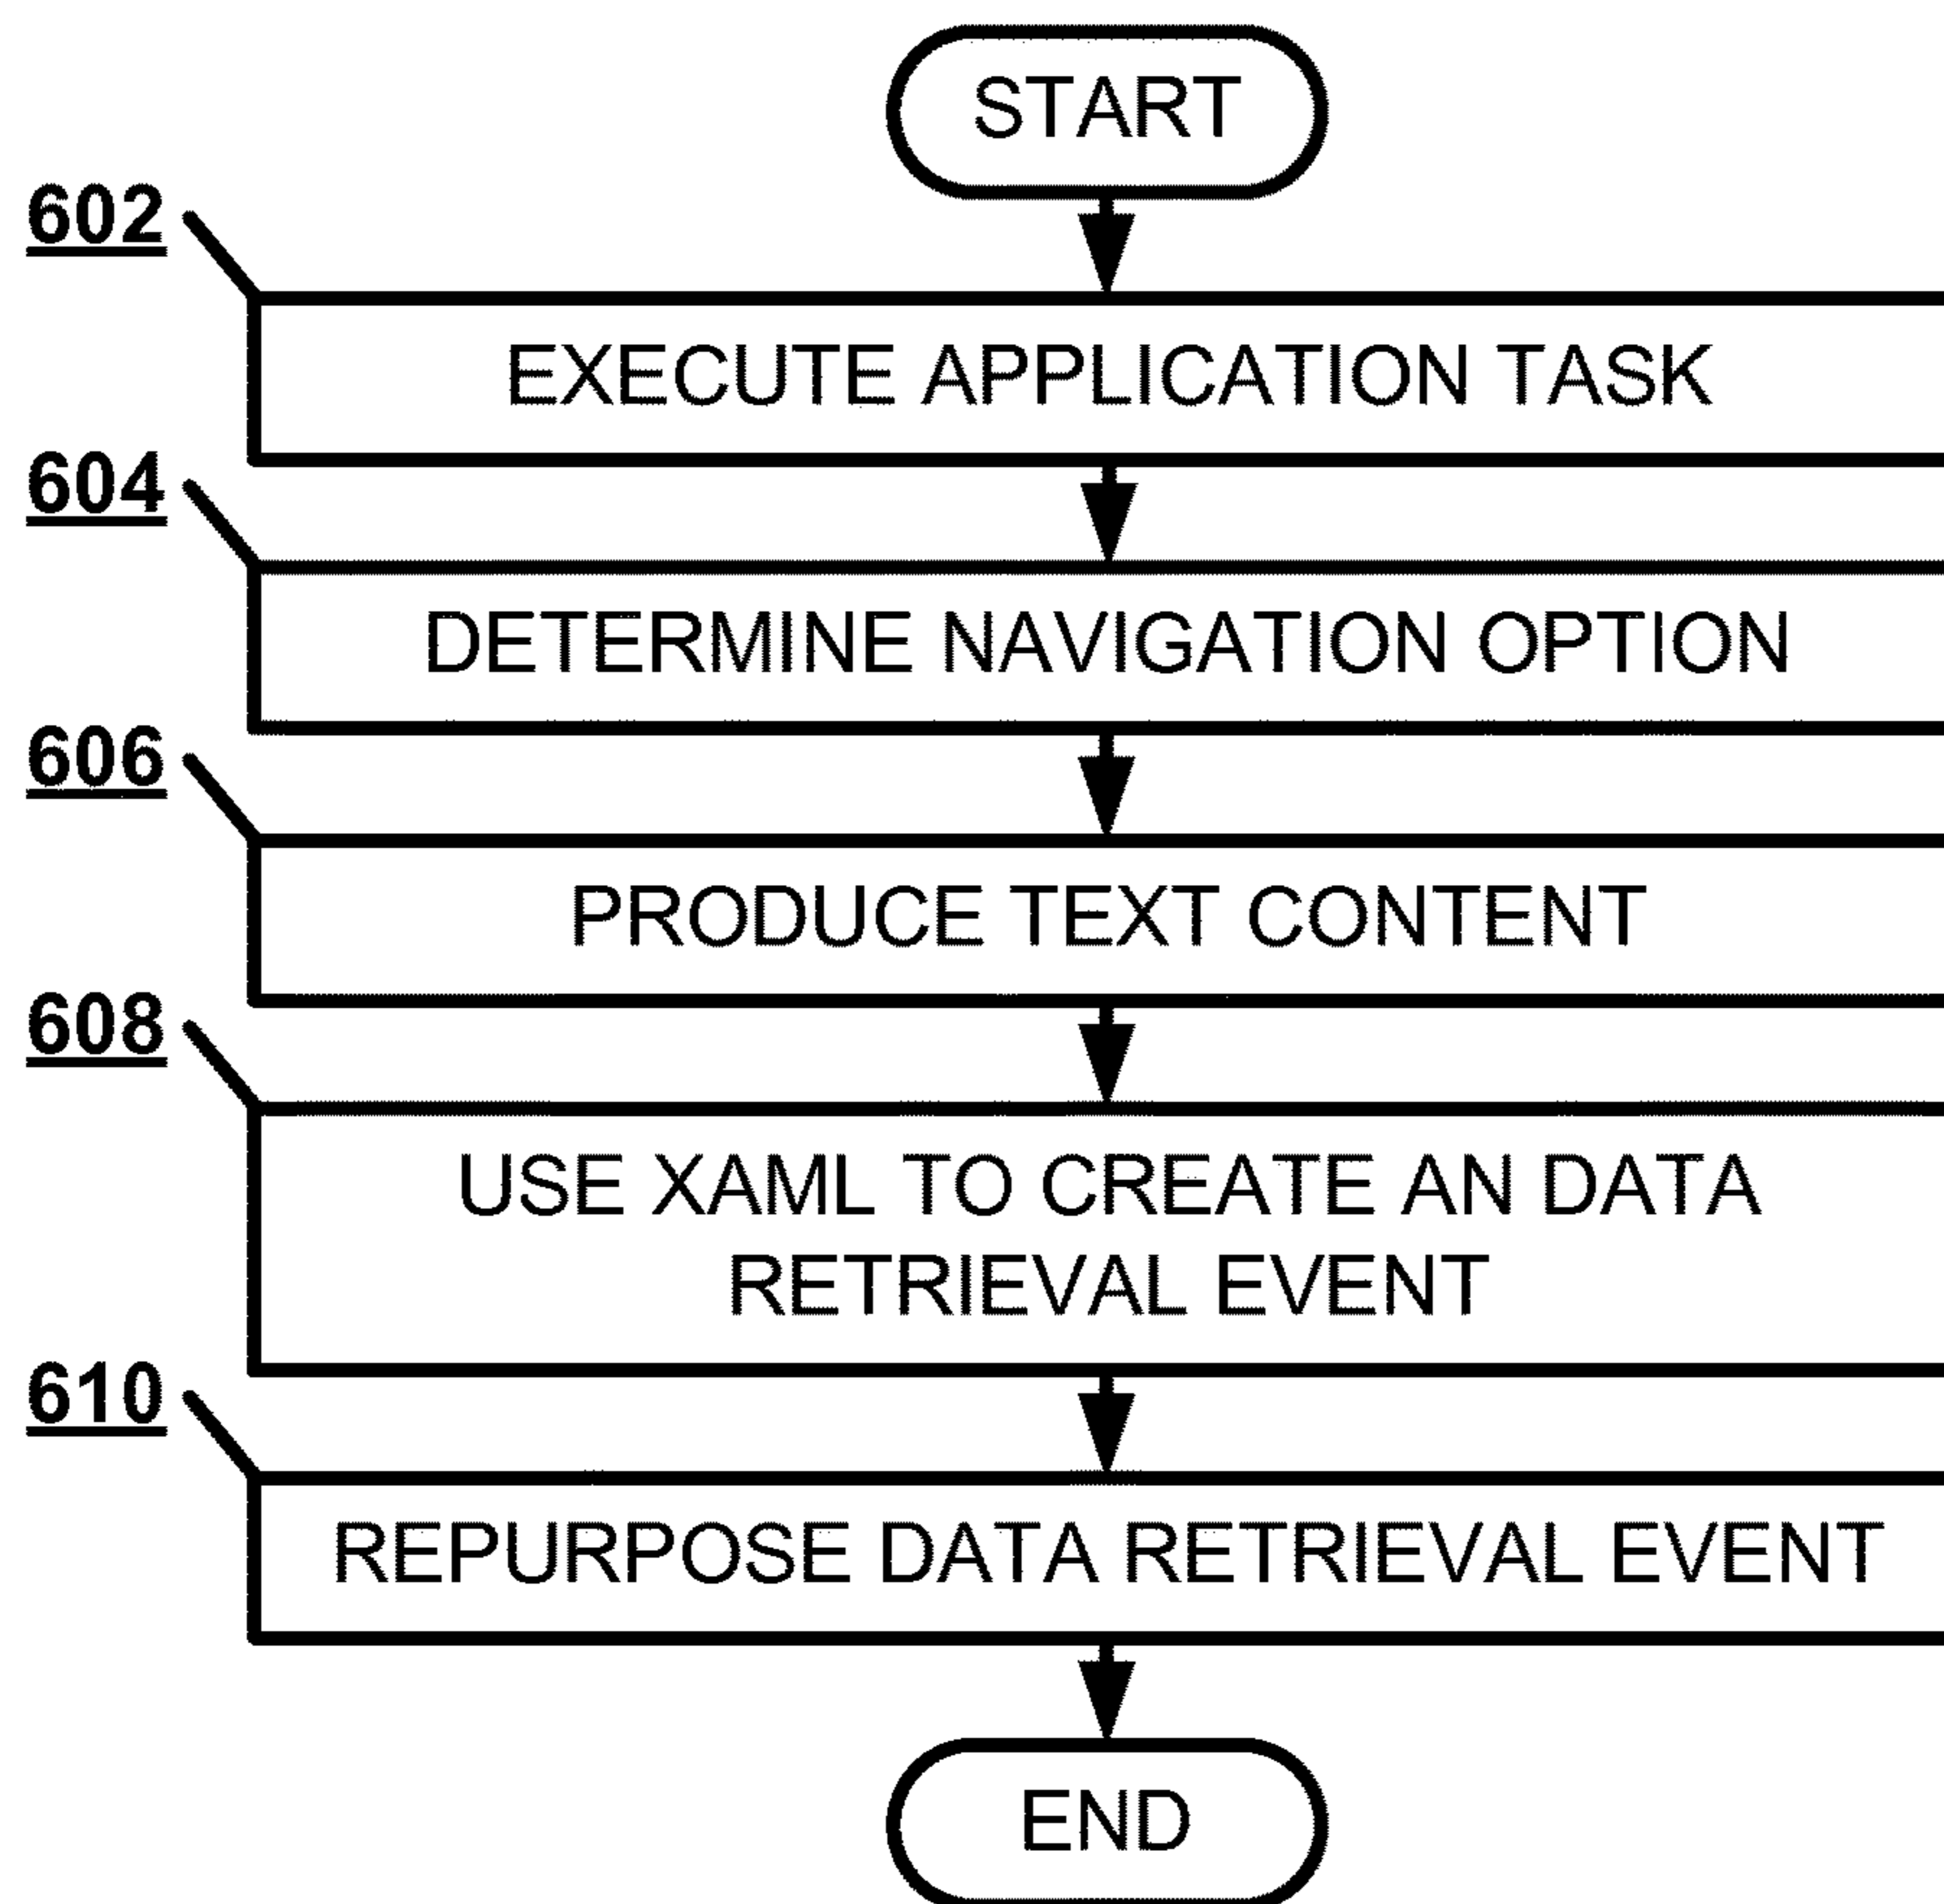 START
602
EXECUTE APPLICATION TASK
604
DETERMINE NAVIGATION OPTION
606
PRODUCE TEXT CONTENT
608
USE XAML TO CREATE AN DATA
RETRIEVAL EVENT
610
REPURPOSE DATA RETRIEVAL EVENT
END